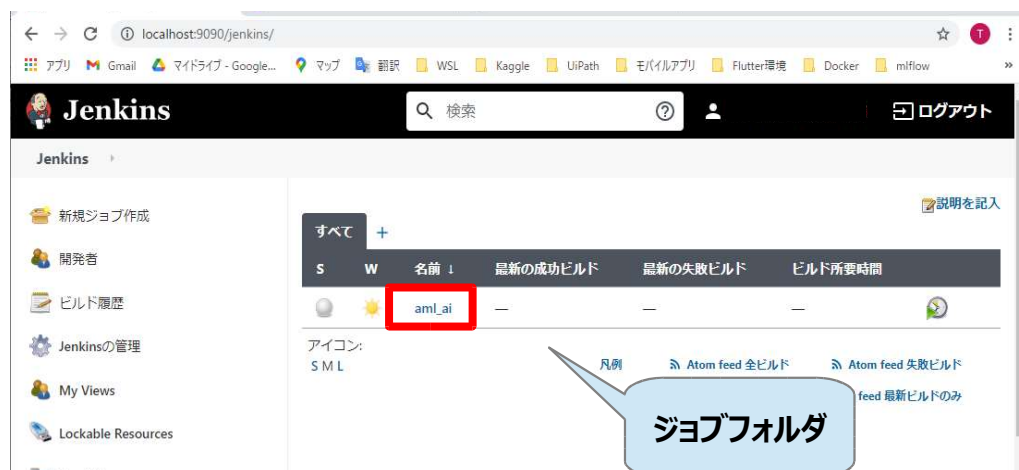 localhost:9090/jenkins/
T
アプリ Gmail マイドライブ - Google... マップ 翻訳 WSL Kaggle UiPath モバイルアプリ Flutter環境 Docker mlflow »
Jenkins 検索 ログアウト
Jenkins
説明を記入
新規ジョブ作成
開発者
ビルド履歴
Jenkinsの管理
My Views
Lockable Resources
すべて +
S W 名前 ↓ 最新の成功ビルド 最新の失敗ビルド ビルド所要時間
aml_ai — — —
アイコン:
S M L
凡例 Atom feed 全ビルド Atom feed 失敗ビルド
feed 最新ビルドのみ
ジョブフォルダ